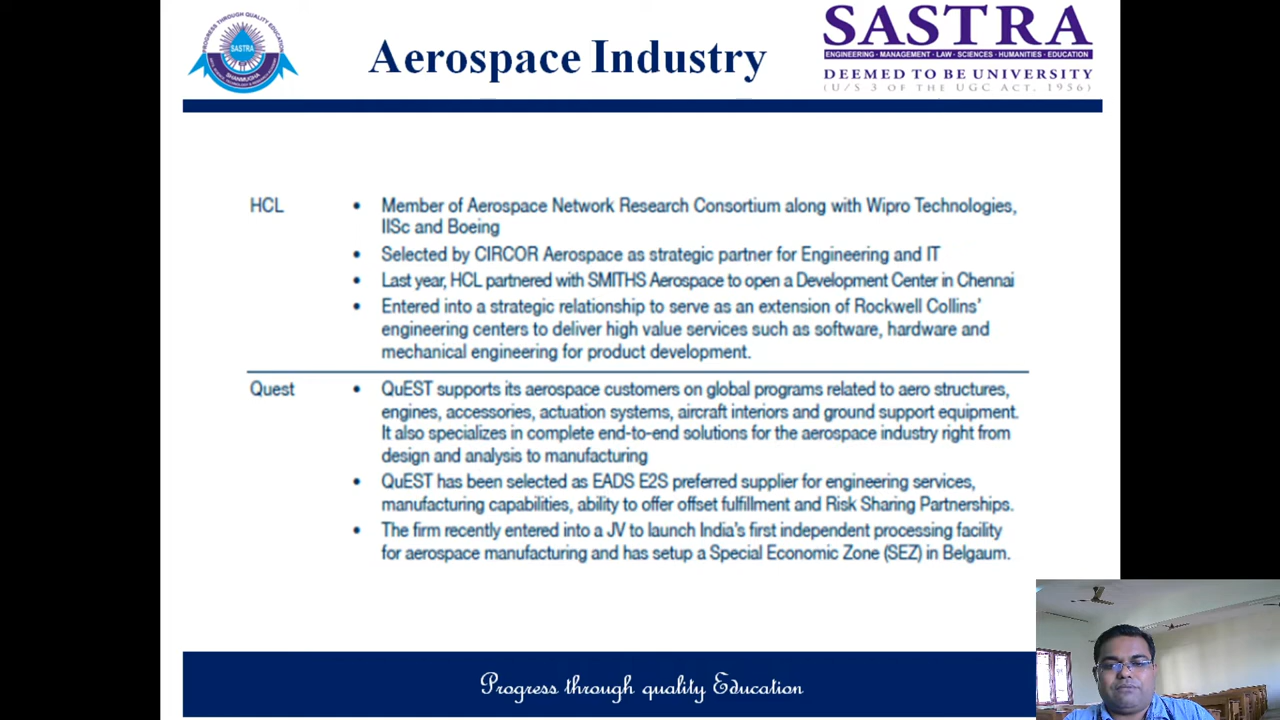 PROGRESS THROUGH QUALITY EDUCATION
SASTRA
SHANMUGHA
Aerospace Industry
SASTRA
ENGINEERING · MANAGEMENT · LAW · SCIENCES · HUMANITIES · EDUCATION
DEEMED TO BE UNIVERSITY
(U/S 3 OF THE UGC ACT, 1956)
HCL
• Member of Aerospace Network Research Consortium along with Wipro Technologies,
IISc and Boeing
• Selected by CIRCOR Aerospace as strategic partner for Engineering and IT
• Last year, HCL partnered with SMITHS Aerospace to open a Development Center in Chennai
• Entered into a strategic relationship to serve as an extension of Rockwell Collins’
engineering centers to deliver high value services such as software, hardware and
mechanical engineering for product development.
Quest
• QuEST supports its aerospace customers on global programs related to aero structures,
engines, accessories, actuation systems, aircraft interiors and ground support equipment.
It also specializes in complete end-to-end solutions for the aerospace industry right from
design and analysis to manufacturing
• QuEST has been selected as EADS E2S preferred supplier for engineering services,
manufacturing capabilities, ability to offer offset fulfillment and Risk Sharing Partnerships.
• The firm recently entered into a JV to launch India’s first independent processing facility
for aerospace manufacturing and has setup a Special Economic Zone (SEZ) in Belgaum.
Progress through quality Education